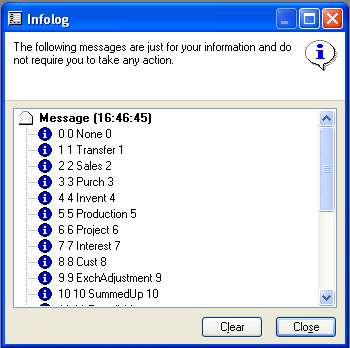 Infolog
The following messages are just for your information and do
not require you to take any action.
Message (16:46:45)
0 0 None 0
1 1 Transfer 1
2 2 Sales 2
3 3 Purch 3
4 4 Invent 4
5 5 Production 5
6 6 Project 6
7 7 Interest 7
8 8 Cust 8
9 9 ExchAdjustment 9
10 10 SummedUp 10
Clear
Close